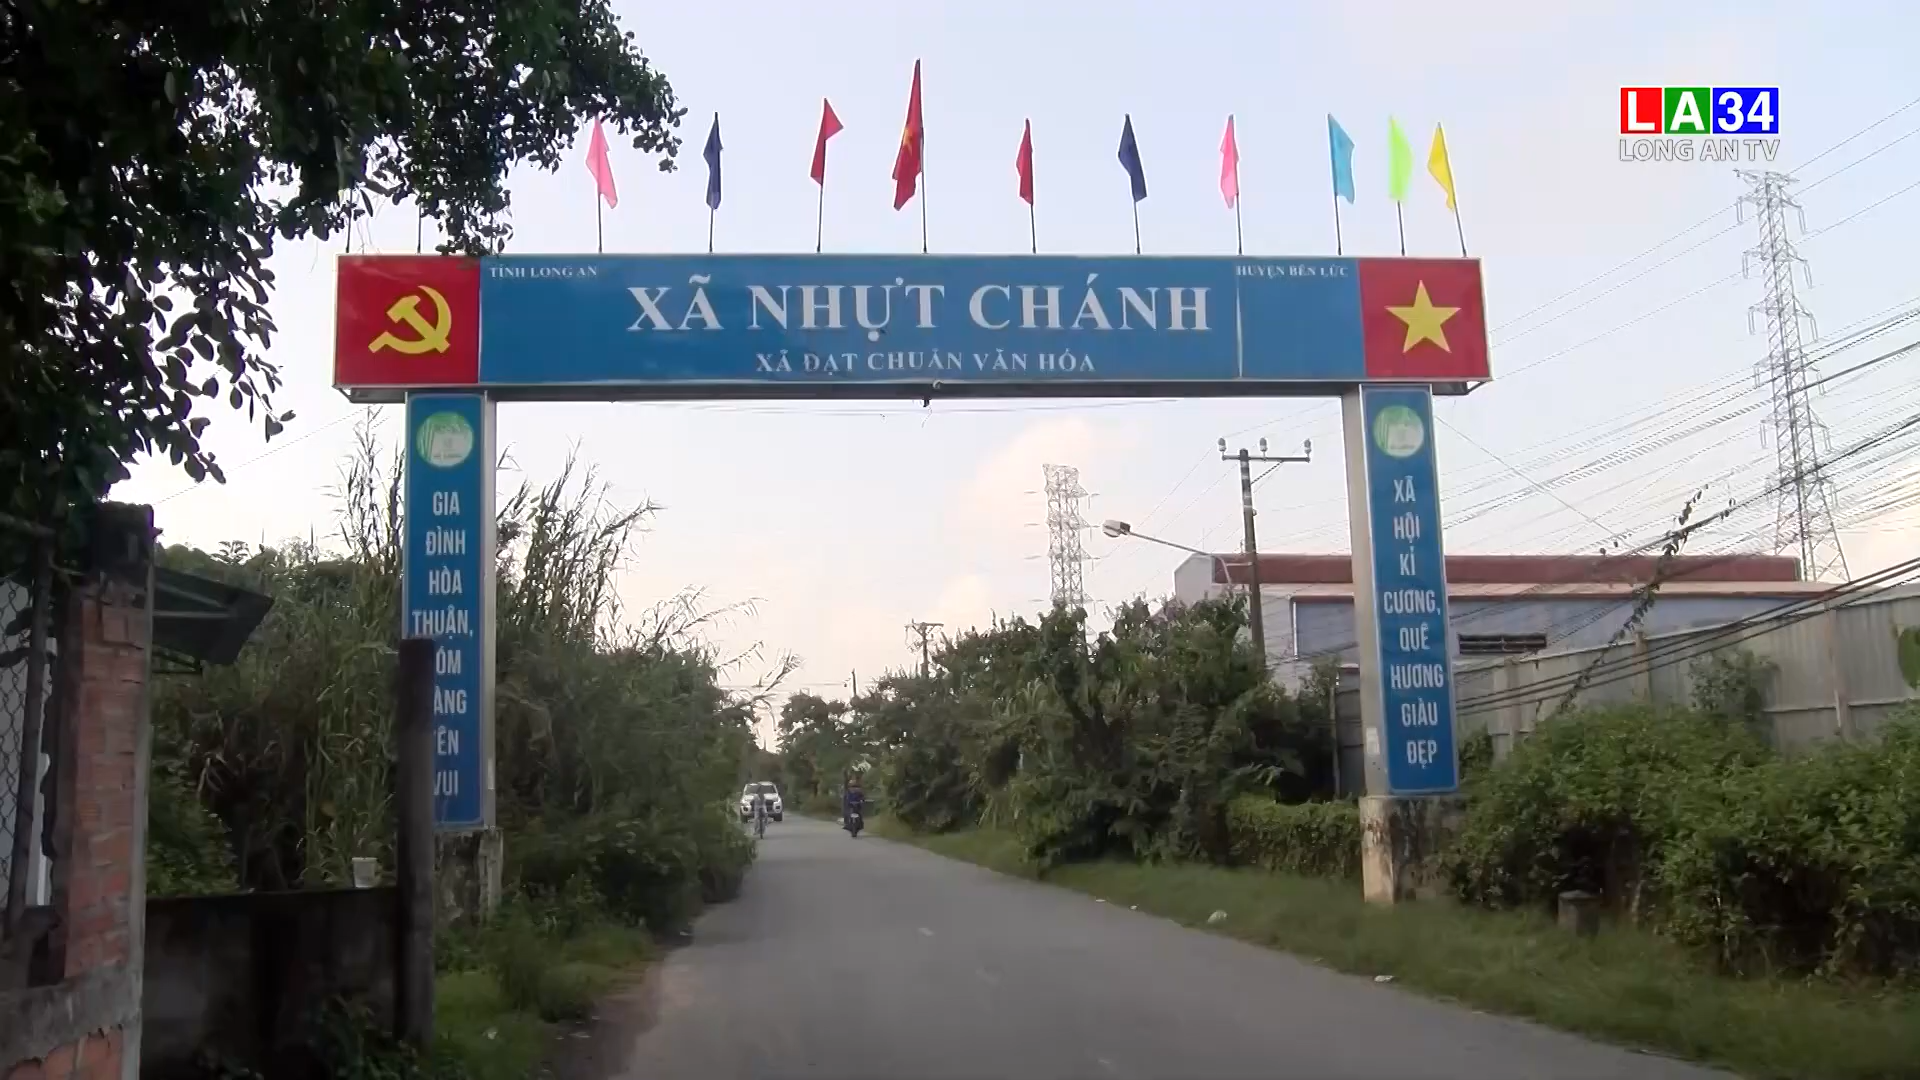 LA34
LONG AN TV
TỈNH LONG AN
HUYỆN BẾN LỨC
XÃ NHỰT CHÁNH
XÃ ĐẠT CHUẨN VĂN HÓA
GIA
ĐÌNH
HÒA
THUẬN,
VUI
XÃ
HỘI
KỈ
CƯƠNG,
QUÊ
HƯƠNG
GIÀU
ĐẸP